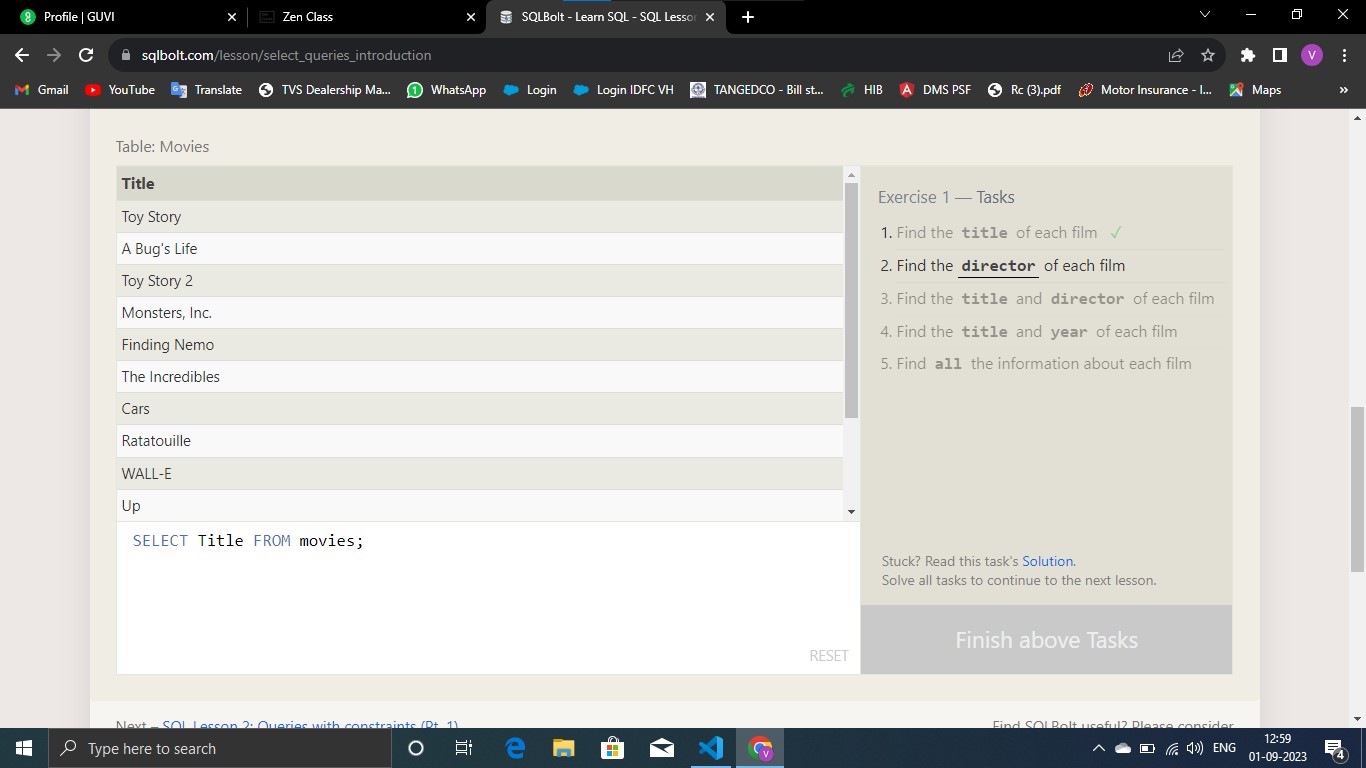 Profile | GUVI
Zen Class
SQLBolt - Learn SQL - SQL Lesson
sqlbolt.com/lesson/select_queries_introduction
V
Gmail
YouTube
Translate
TVS Dealership Ma...
WhatsApp
Login
Login IDFC VH
TANGEDCO - Bill st...
HIB
DMS PSF
Rc (3).pdf
Motor Insurance - I...
Maps
»
Table: Movies
Title
Toy Story
A Bug's Life
Toy Story 2
Monsters, Inc.
Finding Nemo
The Incredibles
Cars
Ratatouille
WALL-E
Up
SELECT Title FROM movies;
RESET
Exercise 1 — Tasks
1. Find the title of each film ✓
2. Find the director of each film
3. Find the title and director of each film
4. Find the title and year of each film
5. Find all the information about each film
Stuck? Read this task's Solution.
Solve all tasks to continue to the next lesson.
Finish above Tasks
Next – SQL Lesson 2: Queries with constraints (Pt. 1)
Find SQLBolt useful? Please consider
Type here to search
ENG
12:59
01-09-2023
4